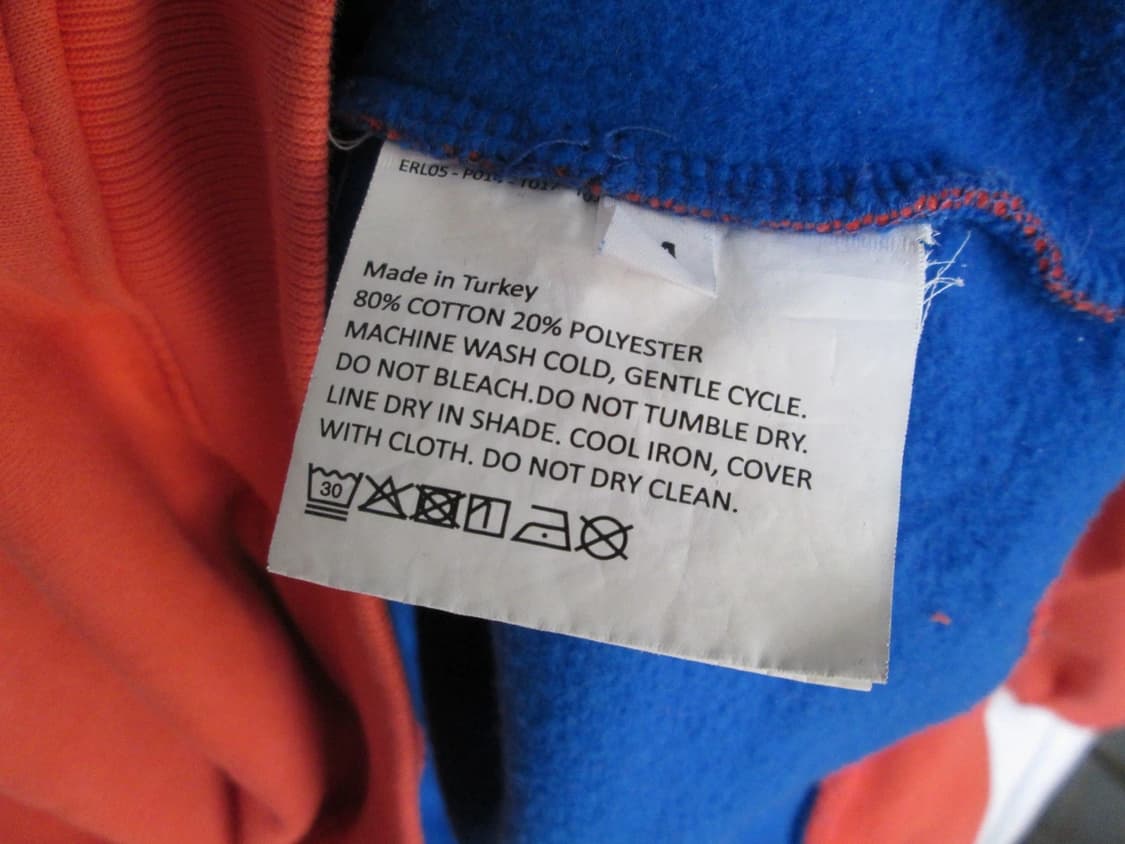 ERL05 -
Made in Turkey
80% COTTON 20% POLYESTER
MACHINE WASH COLD, GENTLE CYCLE.
DO NOT BLEACH.DO NOT TUMBLE DRY.
LINE DRY IN SHADE. COOL IRON, COVER
WITH CLOTH. DO NOT DRY CLEAN.
30